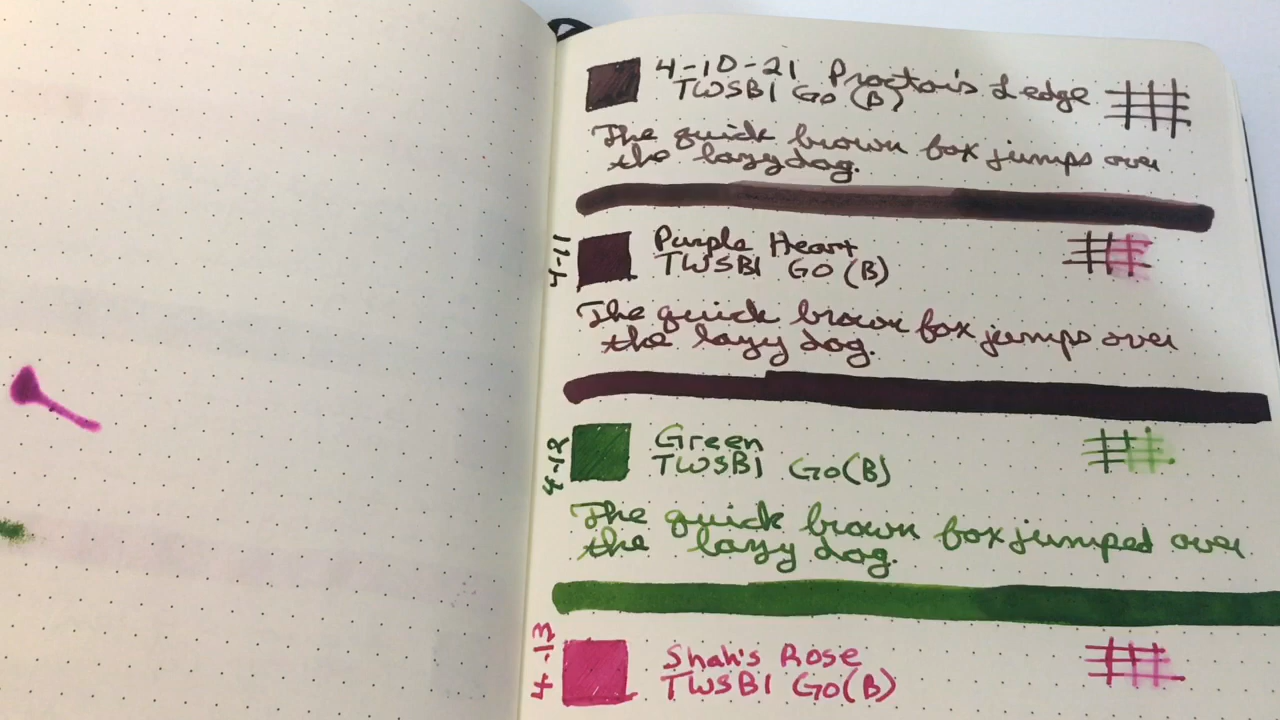 4-10-21 Proctor's Ledge
TWSBI Go (B)
The quick brown fox jumps over
the lazy dog.
4-11
Purple Heart
TWSBI GO (B)
The quick brown fox jumps over
the lazy dog.
4-12
Green
TWSBI Go(B)
The quick brown fox jumped over
the lazy dog.
4-13
Shah's Rose
TWSBI Go(B)